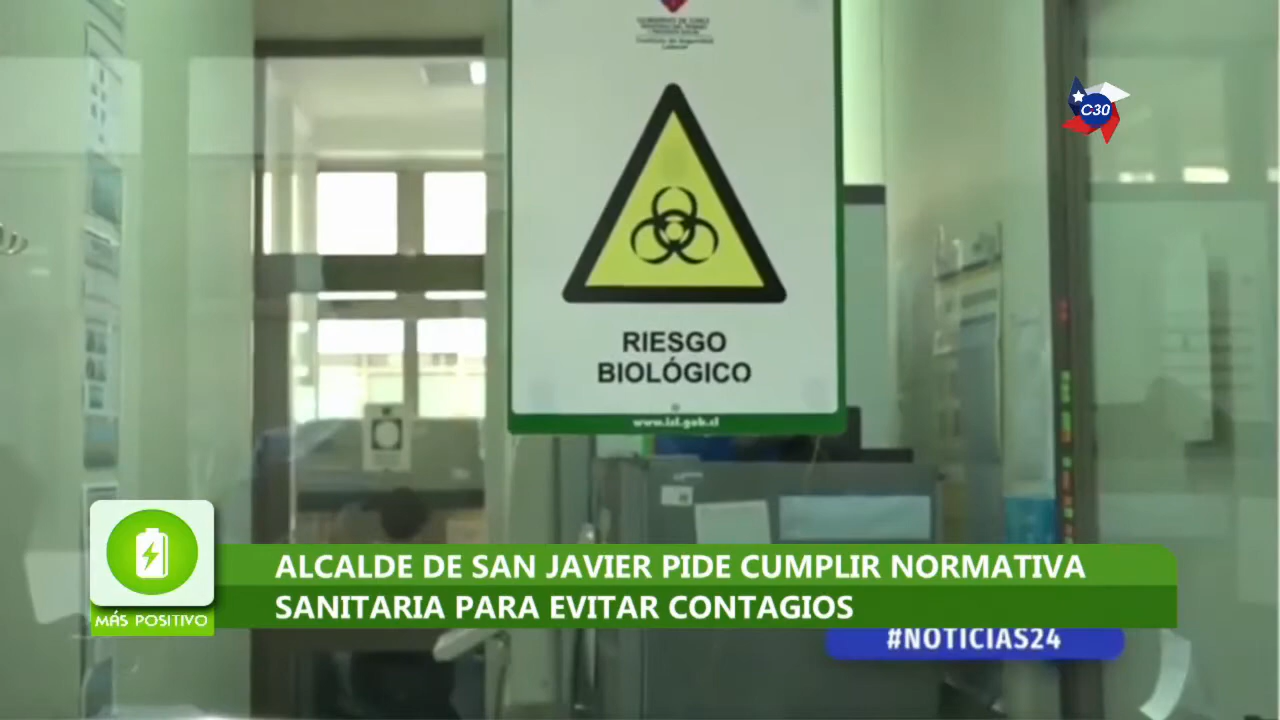 C30
RIESGO
BIOLÓGICO
www.isl.gob.cl
ALCALDE DE SAN JAVIER PIDE CUMPLIR NORMATIVA
SANITARIA PARA EVITAR CONTAGIOS
MÁS POSITIVO
#NOTICIAS24